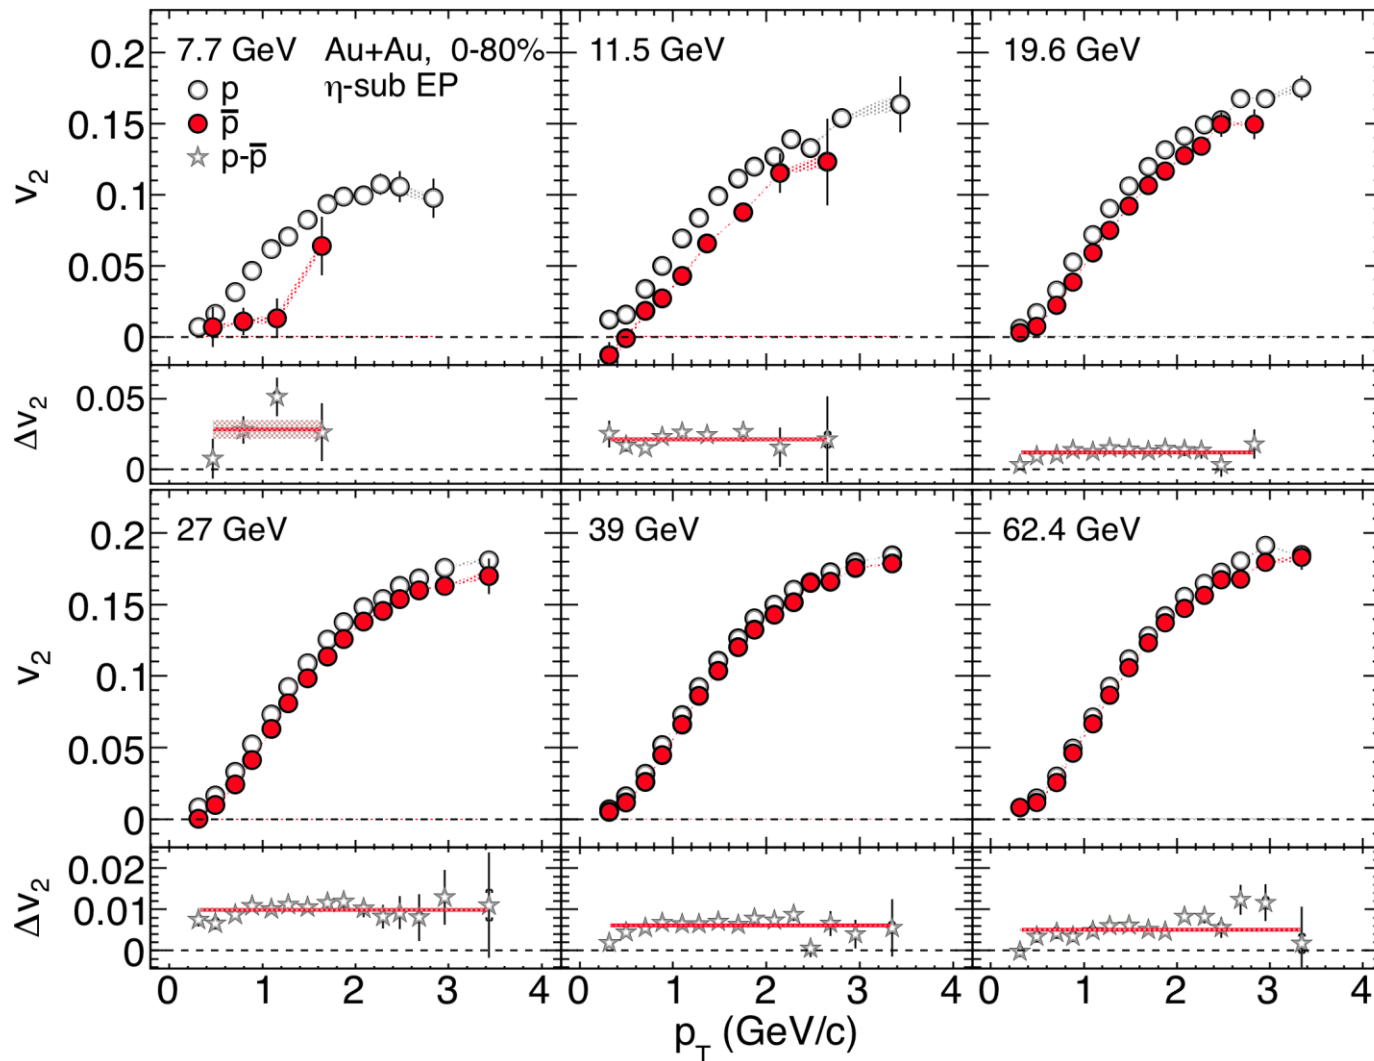 7.7 GeV Au+Au, 0-80%
η-sub EP
p
p̅
p-p̅
11.5 GeV
19.6 GeV
v₂
0.2
0.15
0.1
0.05
0
Δv₂
0.05
0
27 GeV
39 GeV
62.4 GeV
v₂
0.2
0.15
0.1
0.05
0
Δv₂
0.02
0.01
0
0 1 2 3 4 0 1 2 3 4 0 1 2 3 4
p_T (GeV/c)